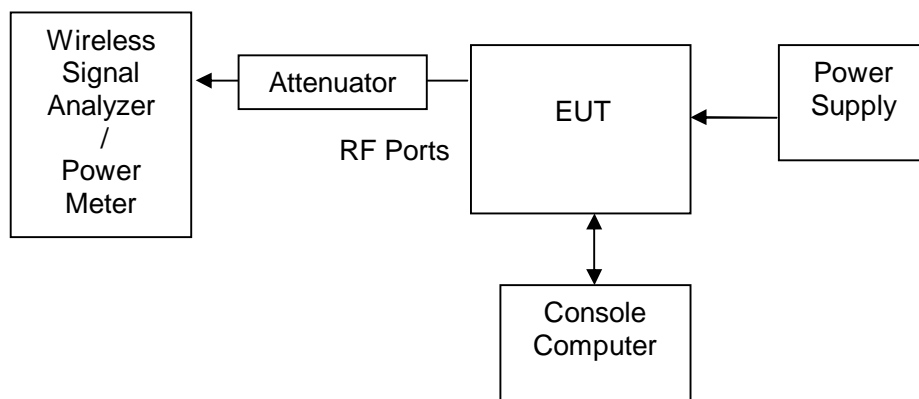 Wireless
Signal
Analyzer
/
Power
Meter
Attenuator
RF Ports
EUT
Power
Supply
Console
Computer